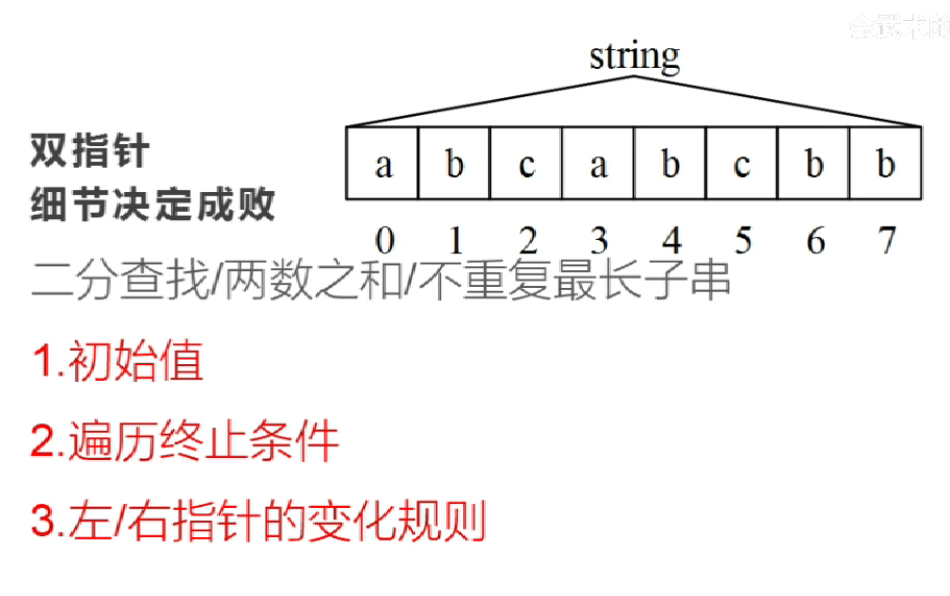 string
双指针
细节决定成败
a b c a b c b b
0 1 2 3 4 5 6 7
二分查找/两数之和/不重复最长子串
1.初始值
2.遍历终止条件
3.左/右指针的变化规则